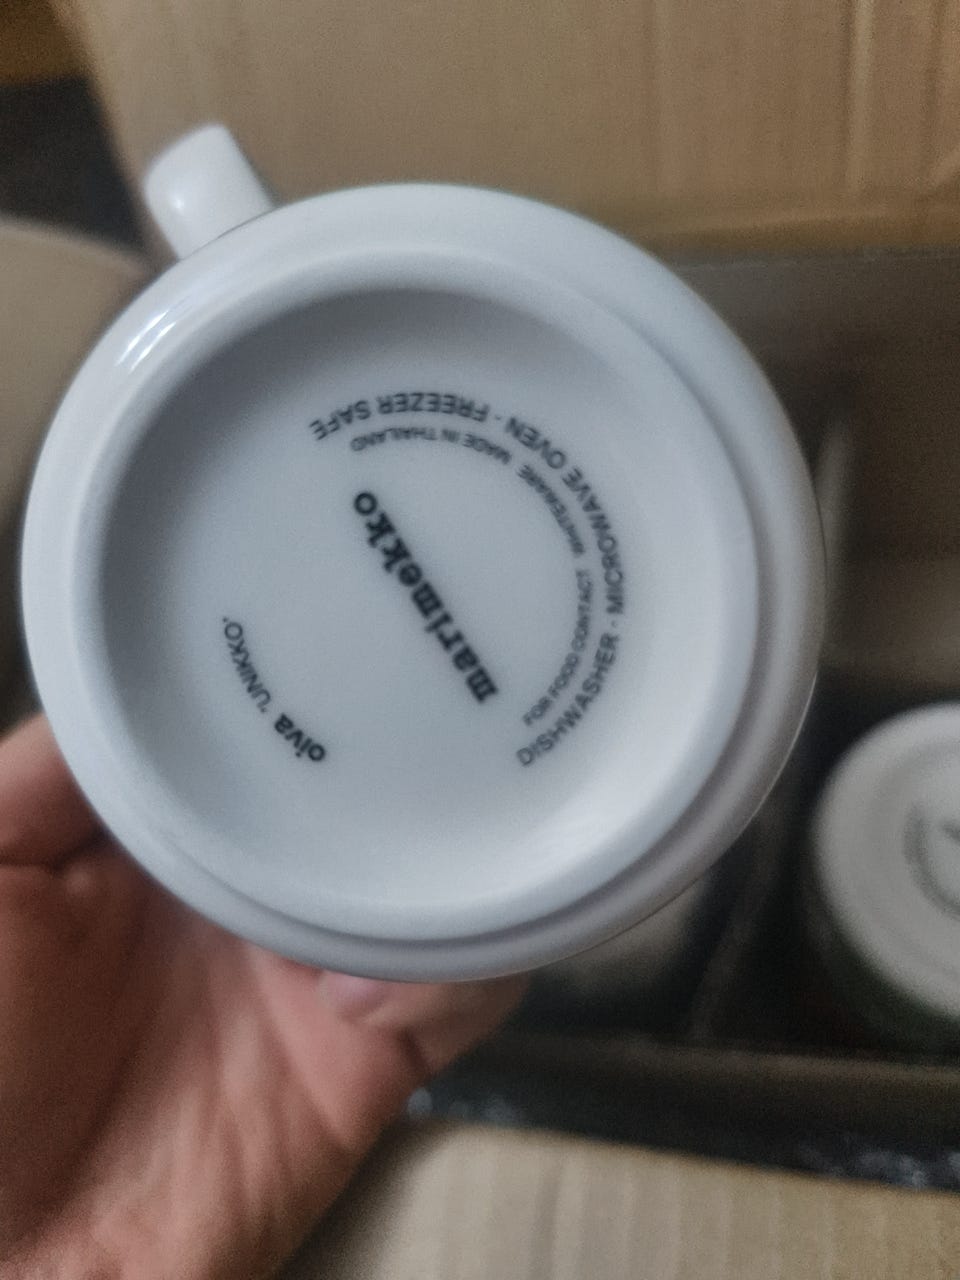 oiva 'UNIKKO'
marimekko
FOR FOOD CONTACT WHITEWARE MADE IN THAILAND
DISHWASHER - MICROWAVE OVEN - FREEZER SAFE